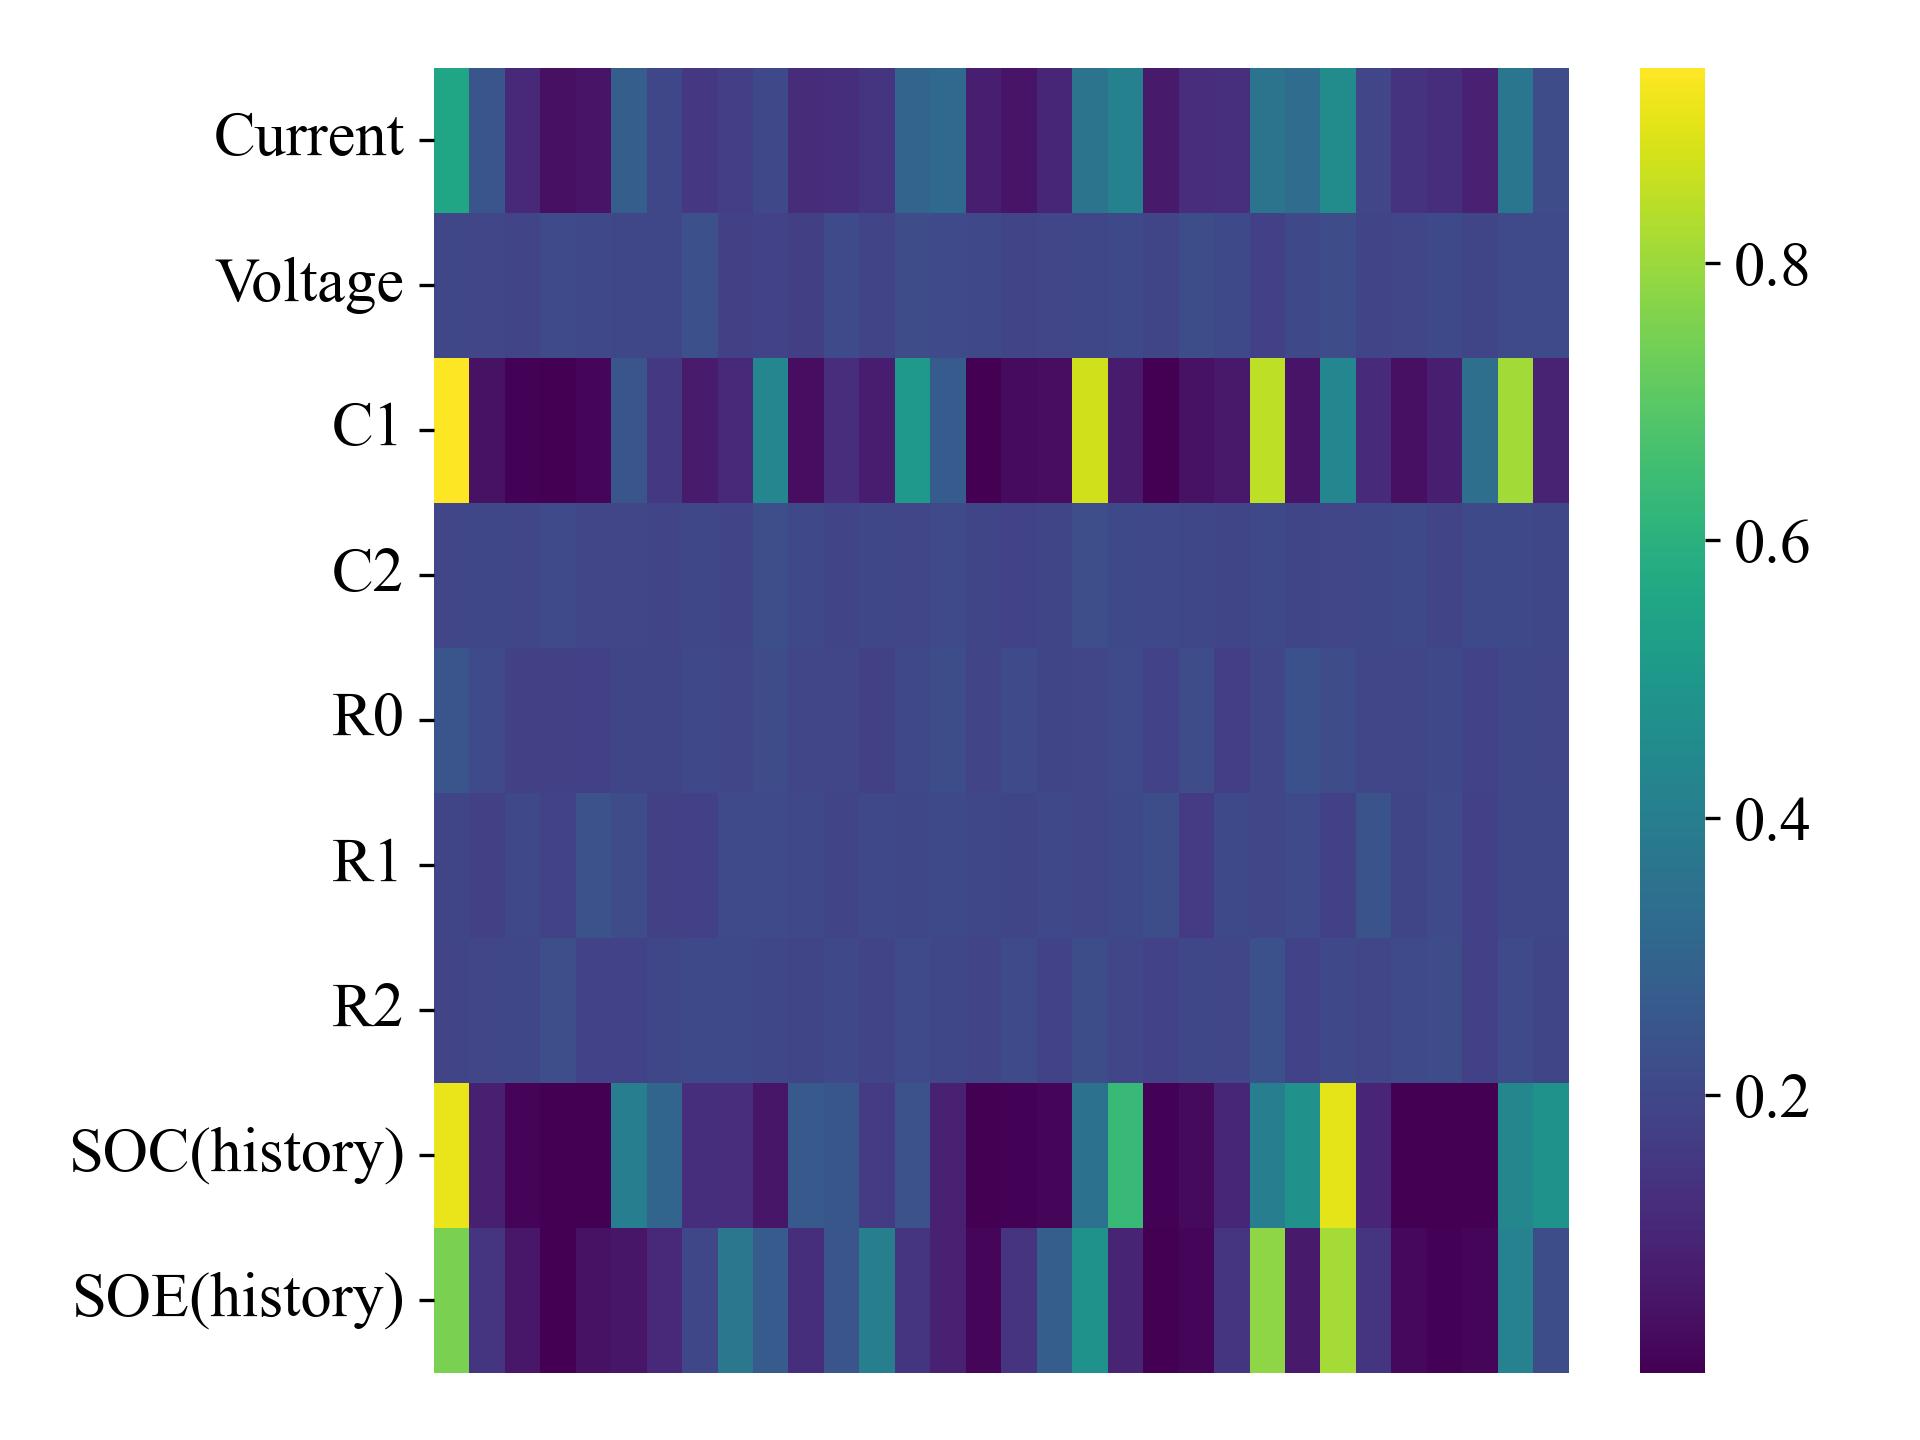 Current
Voltage
C1
C2
R0
R1
R2
SOC(history)
SOE(history)
0.8
0.6
0.4
0.2